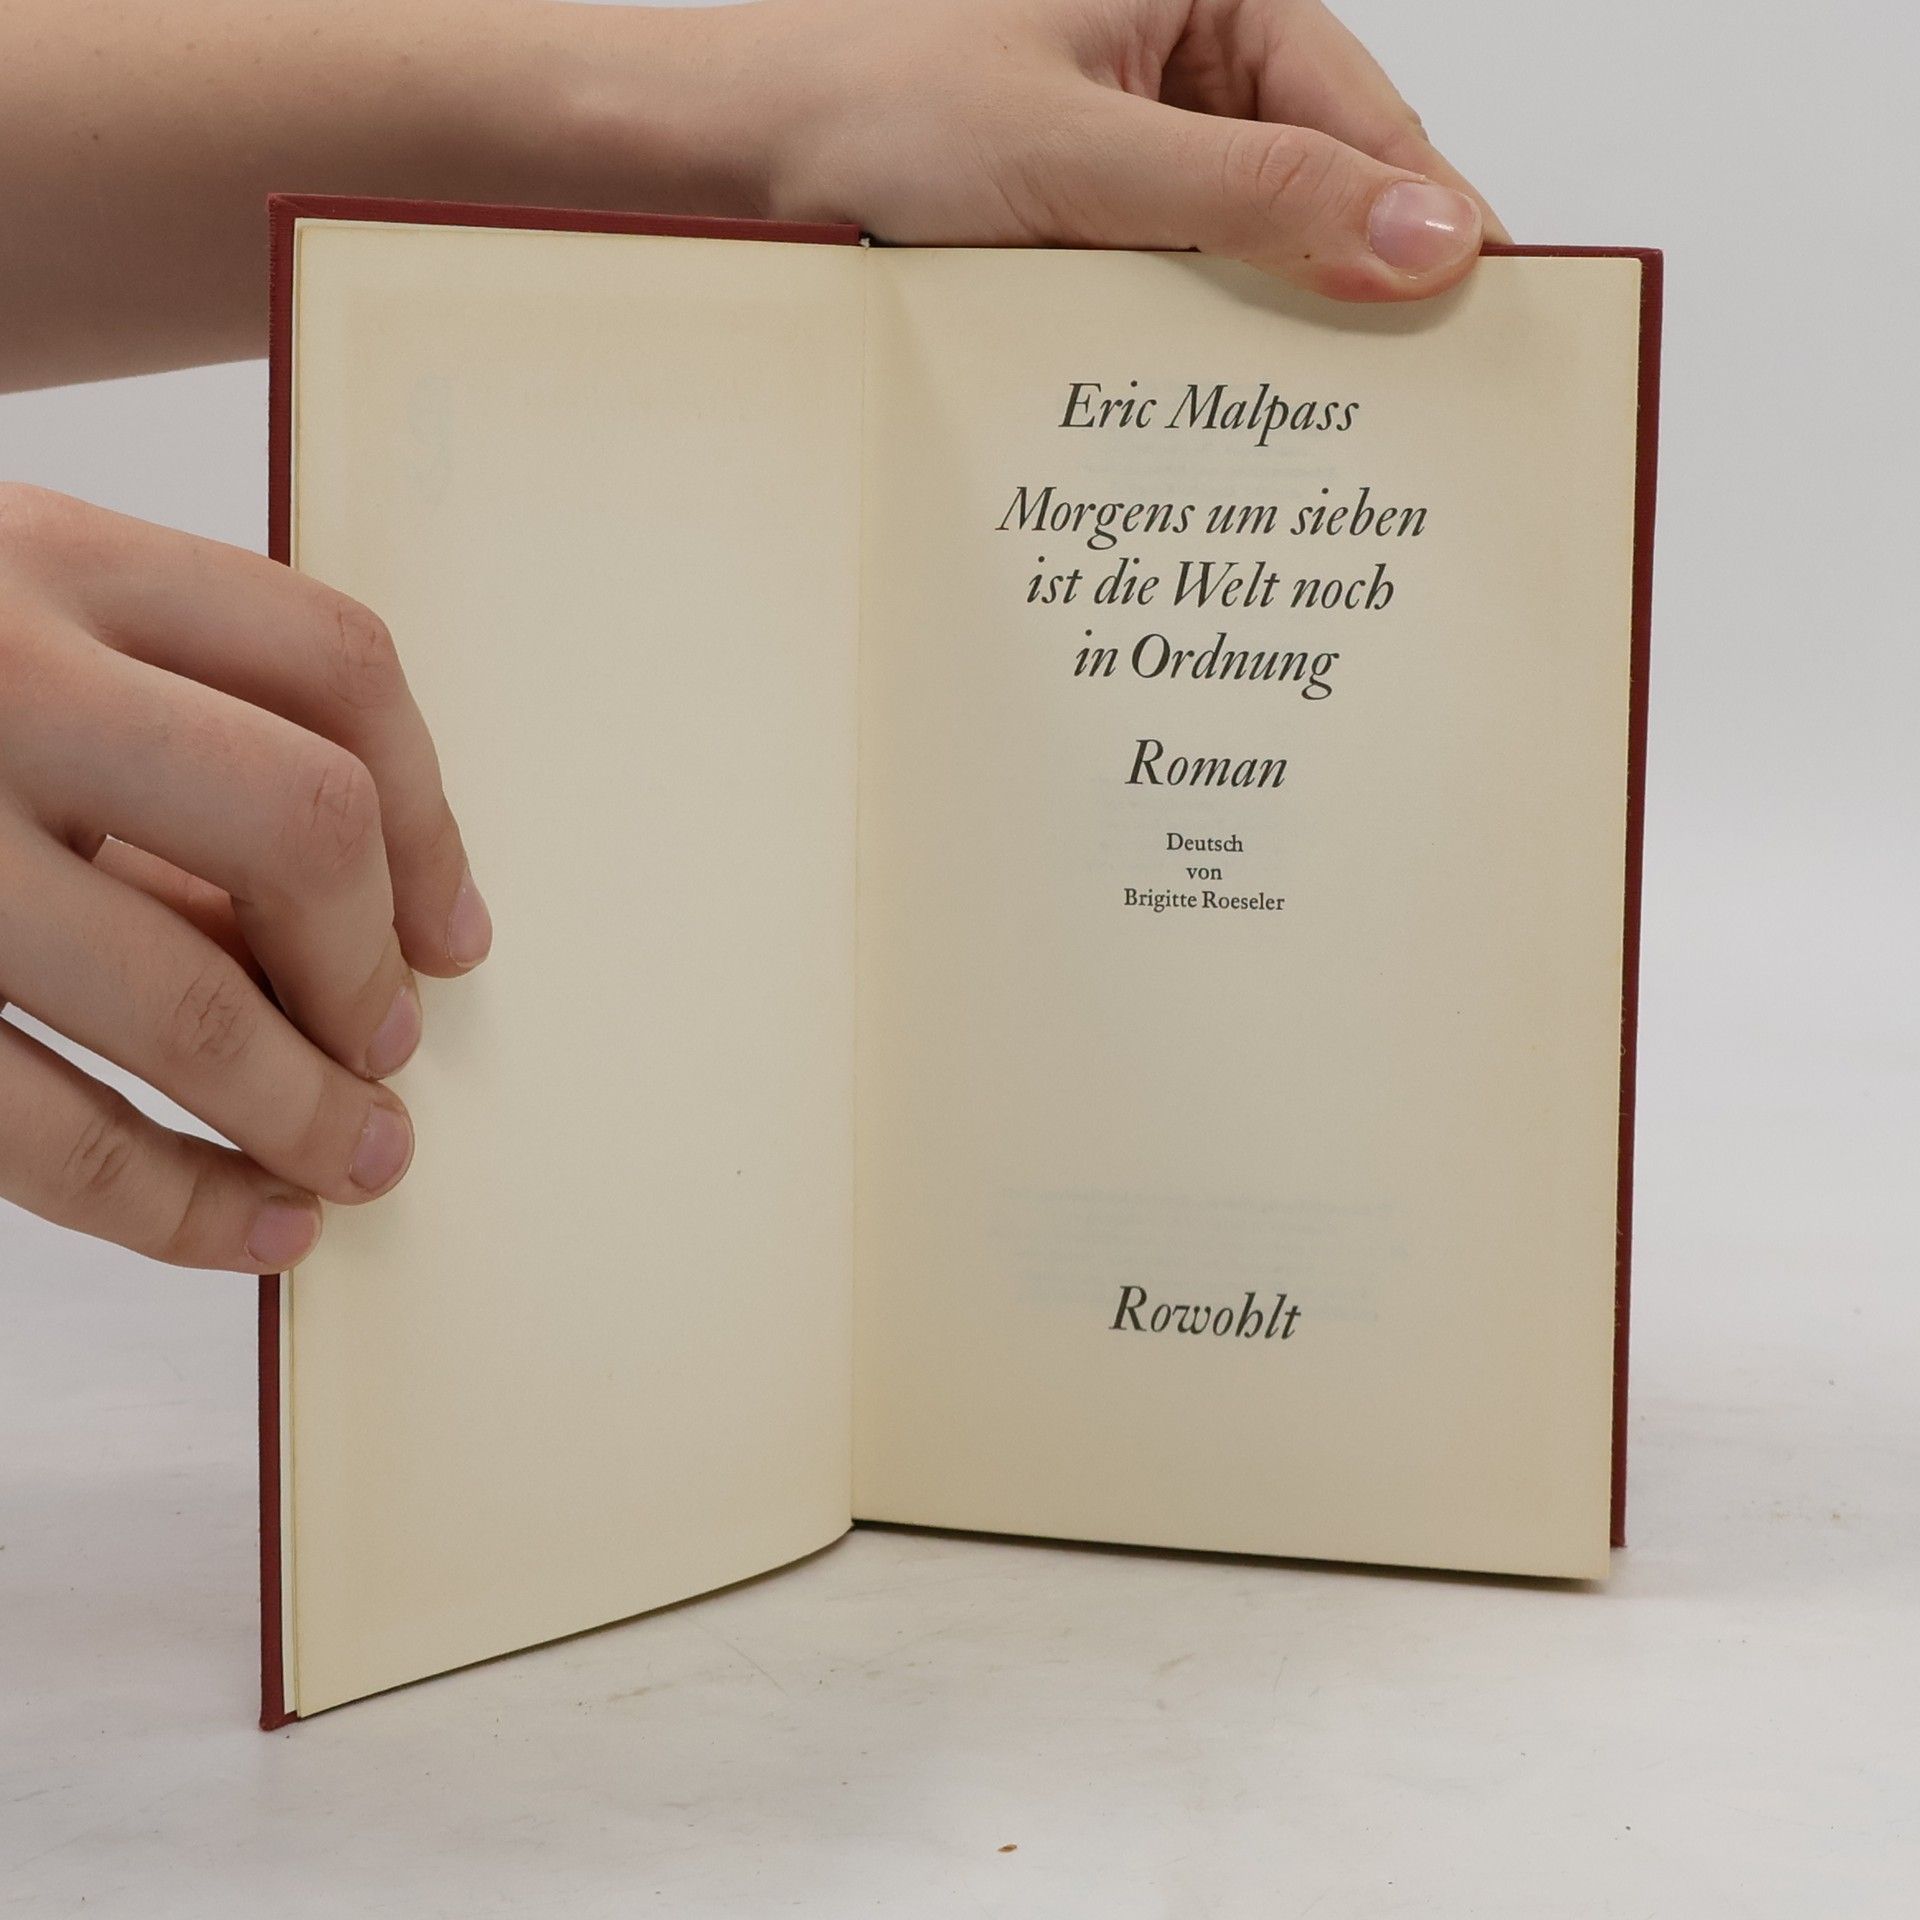 Eric Malpass
Morgens um sieben
ist die Welt noch
in Ordnung
Roman
Deutsch
von
Brigitte Roeseler
Rowohlt